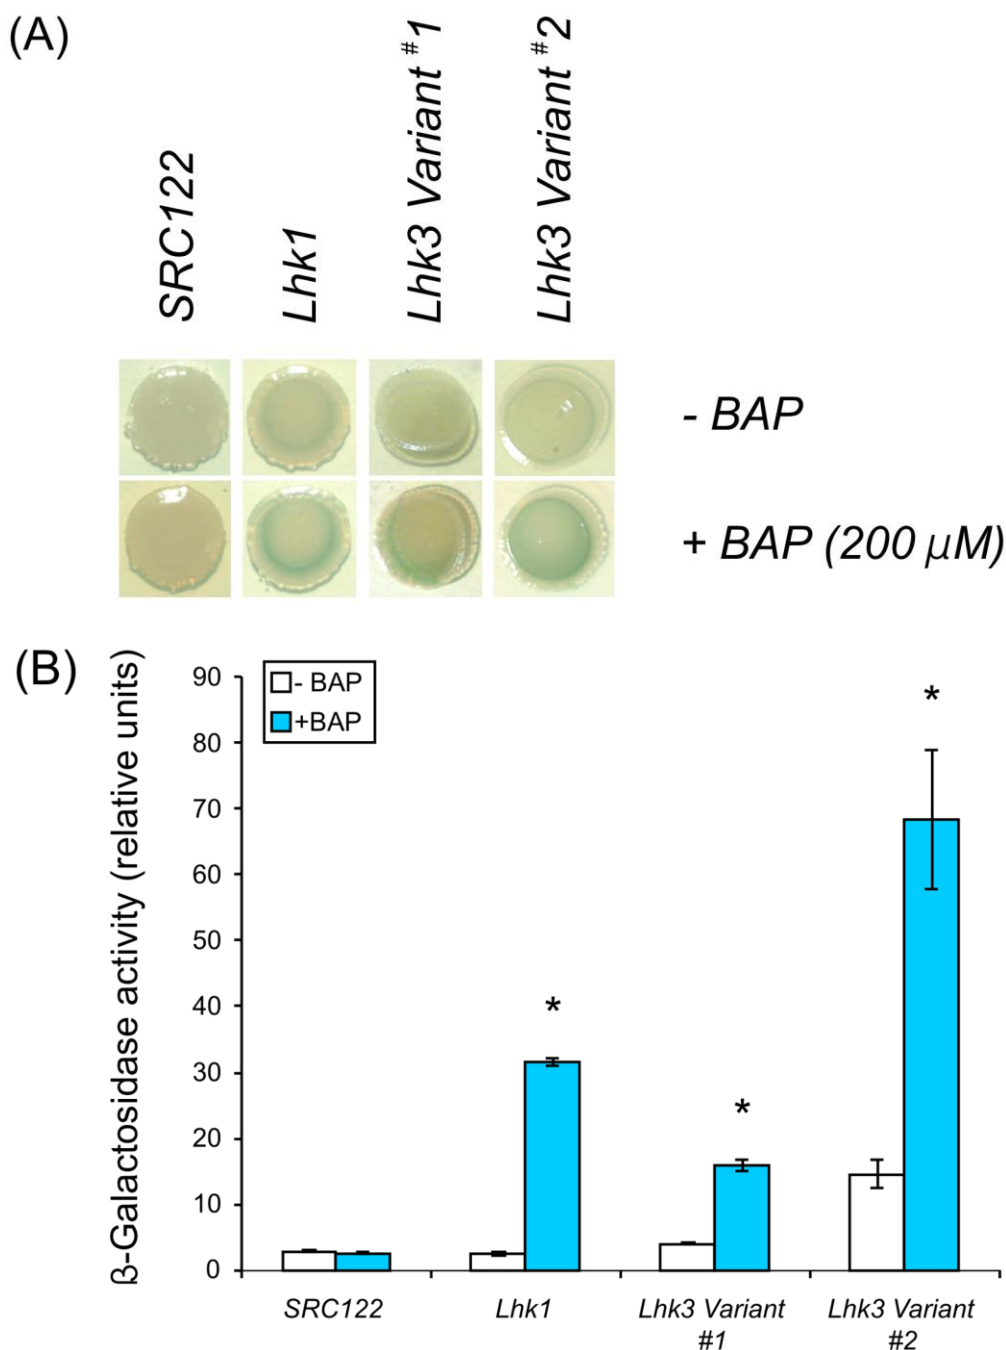 (A)
SRC122
Lhk1
Lhk3 Variant #1
Lhk3 Variant #2
- BAP
+ BAP (200 µM)
(B)
ß-Galactosidase activity (relative units)
90
80
70
60
50
40
30
20
10
0
- BAP
+BAP
*
*
*
SRC122
Lhk1
Lhk3 Variant
#1
Lhk3 Variant
#2